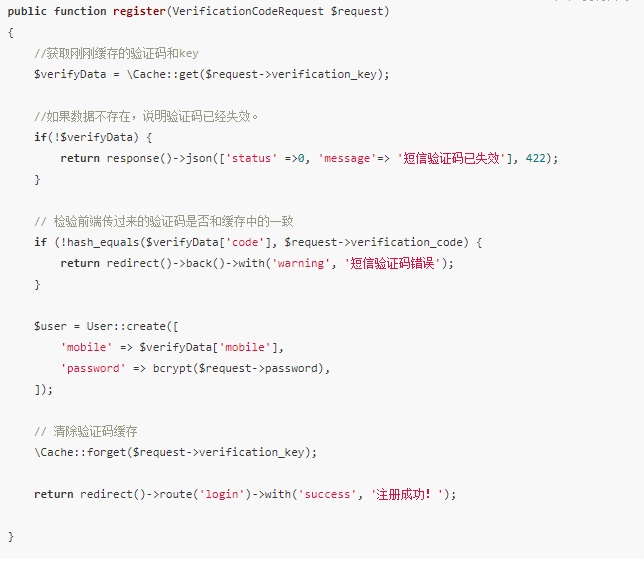 public function register(VerificationCodeRequest $request)
{
    //获取刚刚缓存的验证码和key
    $verifyData = \Cache::get($request->verification_key);

    //如果数据不存在，说明验证码已经失效。
    if(!$verifyData) {
        return response()->json(['status' =>0, 'message'=> '短信验证码已失效'], 422);
    }

    // 检验前端传过来的验证码是否和缓存中的一致
    if (!hash_equals($verifyData['code'], $request->verification_code) {
        return redirect()->back()->with('warning', '短信验证码错误');
    }

    $user = User::create([
        'mobile' => $verifyData['mobile'],
        'password' => bcrypt($request->password),
    ]);

    // 清除验证码缓存
    \Cache::forget($request->verification_key);

    return redirect()->route('login')->with('success', '注册成功！');

}